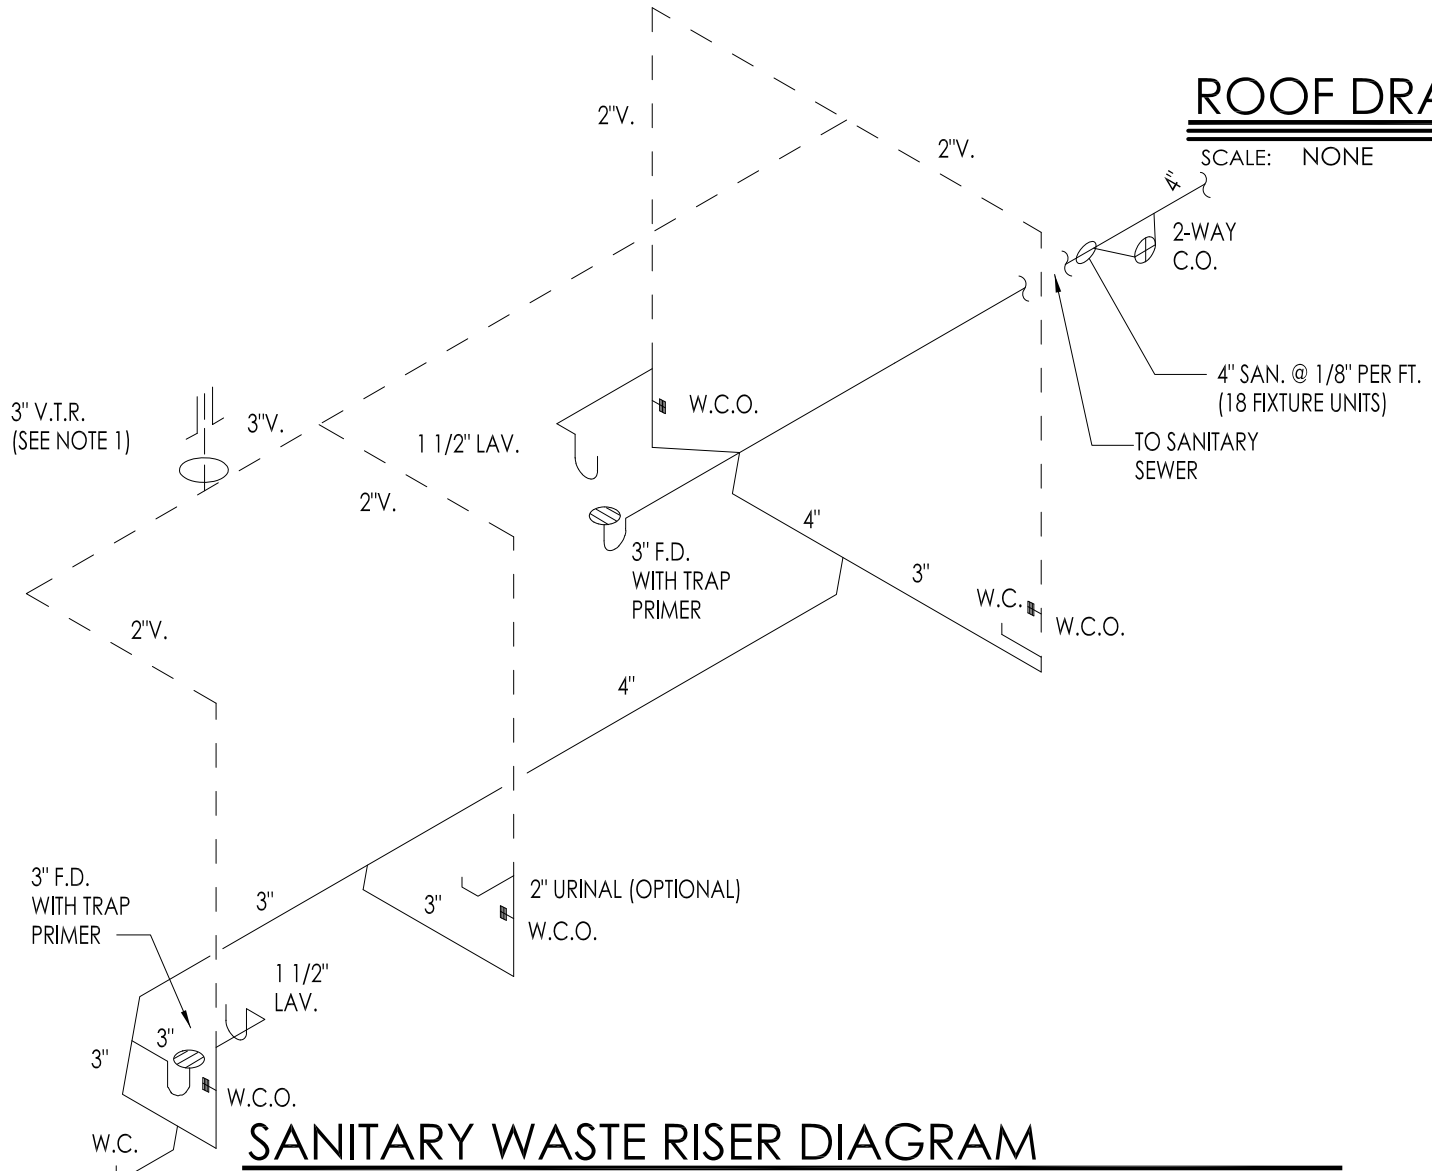 ROOF DRA
SCALE: NONE
2"V.
2"V.
4"
2-WAY
C.O.
4" SAN. @ 1/8" PER FT.
(18 FIXTURE UNITS)
TO SANITARY
SEWER
3" V.T.R.
(SEE NOTE 1)
3"V.
1 1/2" LAV.
W.C.O.
2"V.
3" F.D.
WITH TRAP
PRIMER
4"
3"
W.C.
W.C.O.
2"V.
4"
3" F.D.
WITH TRAP
PRIMER
3"
3"
2" URINAL (OPTIONAL)
W.C.O.
1 1/2"
LAV.
3"
3"
W.C.O.
W.C.
SANITARY WASTE RISER DIAGRAM